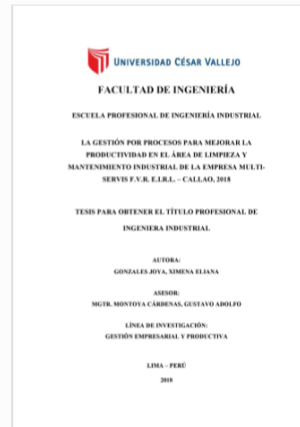 UNIVERSIDAD CÉSAR VALLEJO
FACULTAD DE INGENIERÍA
ESCUELA PROFESIONAL DE INGENIERÍA INDUSTRIAL
LA GESTIÓN POR PROCESOS PARA MEJORAR LA
PRODUCTIVIDAD EN EL ÁREA DE LIMPIEZA Y
MANTENIMIENTO INDUSTRIAL DE LA EMPRESA MULTI-
SERVIS F.V.R. E.I.R.L. – CALLAO, 2018
TESIS PARA OBTENER EL TÍTULO PROFESIONAL DE
INGENIERA INDUSTRIAL
AUTORA:
GONZALES JOYA, XIMENA ELIANA
ASESOR:
MGTR. MONTOYA CÁRDENAS, GUSTAVO ADOLFO
LÍNEA DE INVESTIGACIÓN:
GESTIÓN EMPRESARIAL Y PRODUCTIVA
LIMA – PERÚ
2018